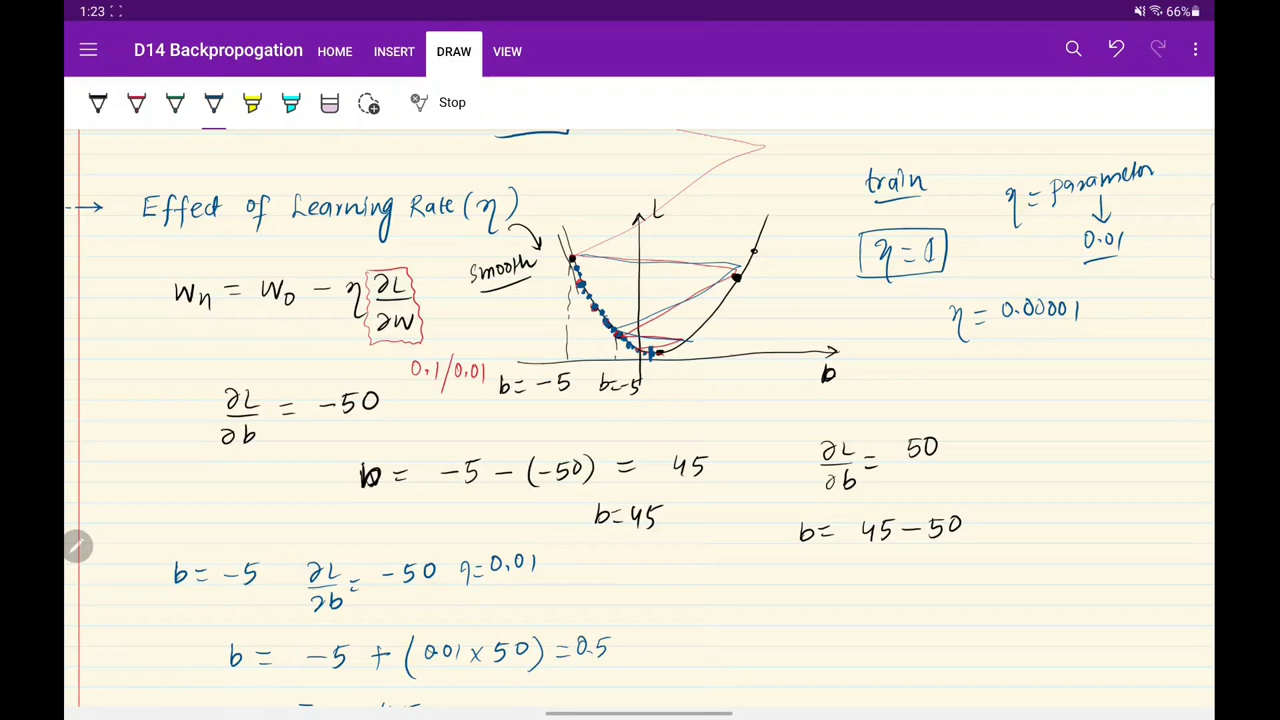 1:23
66%
D14 Backpropogation HOME INSERT DRAW VIEW
Stop
Effect of Learning Rate (η)
smooth
L
train
η = parameter
0.01
η = 1
η = 0.00001
Wn = Wo - η ∂L/∂W
0.1/0.01
b = -5
b = -5
b
∂L/∂b = -50
b = -5 - (-50) = 45
b = 45
∂L/∂b = 50
b = 45 - 50
b = -5 ∂L/∂b = -50 η = 0.01
b = -5 + (0.01 × 50) = 0.5